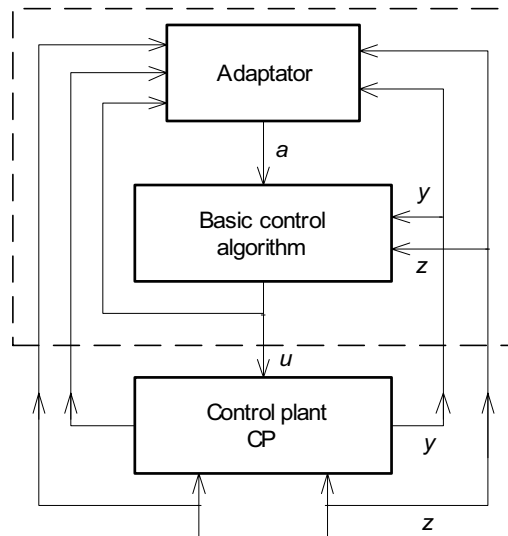 Adaptator
a
Basic control
algorithm
y
z
u
Control plant
CP
y
z